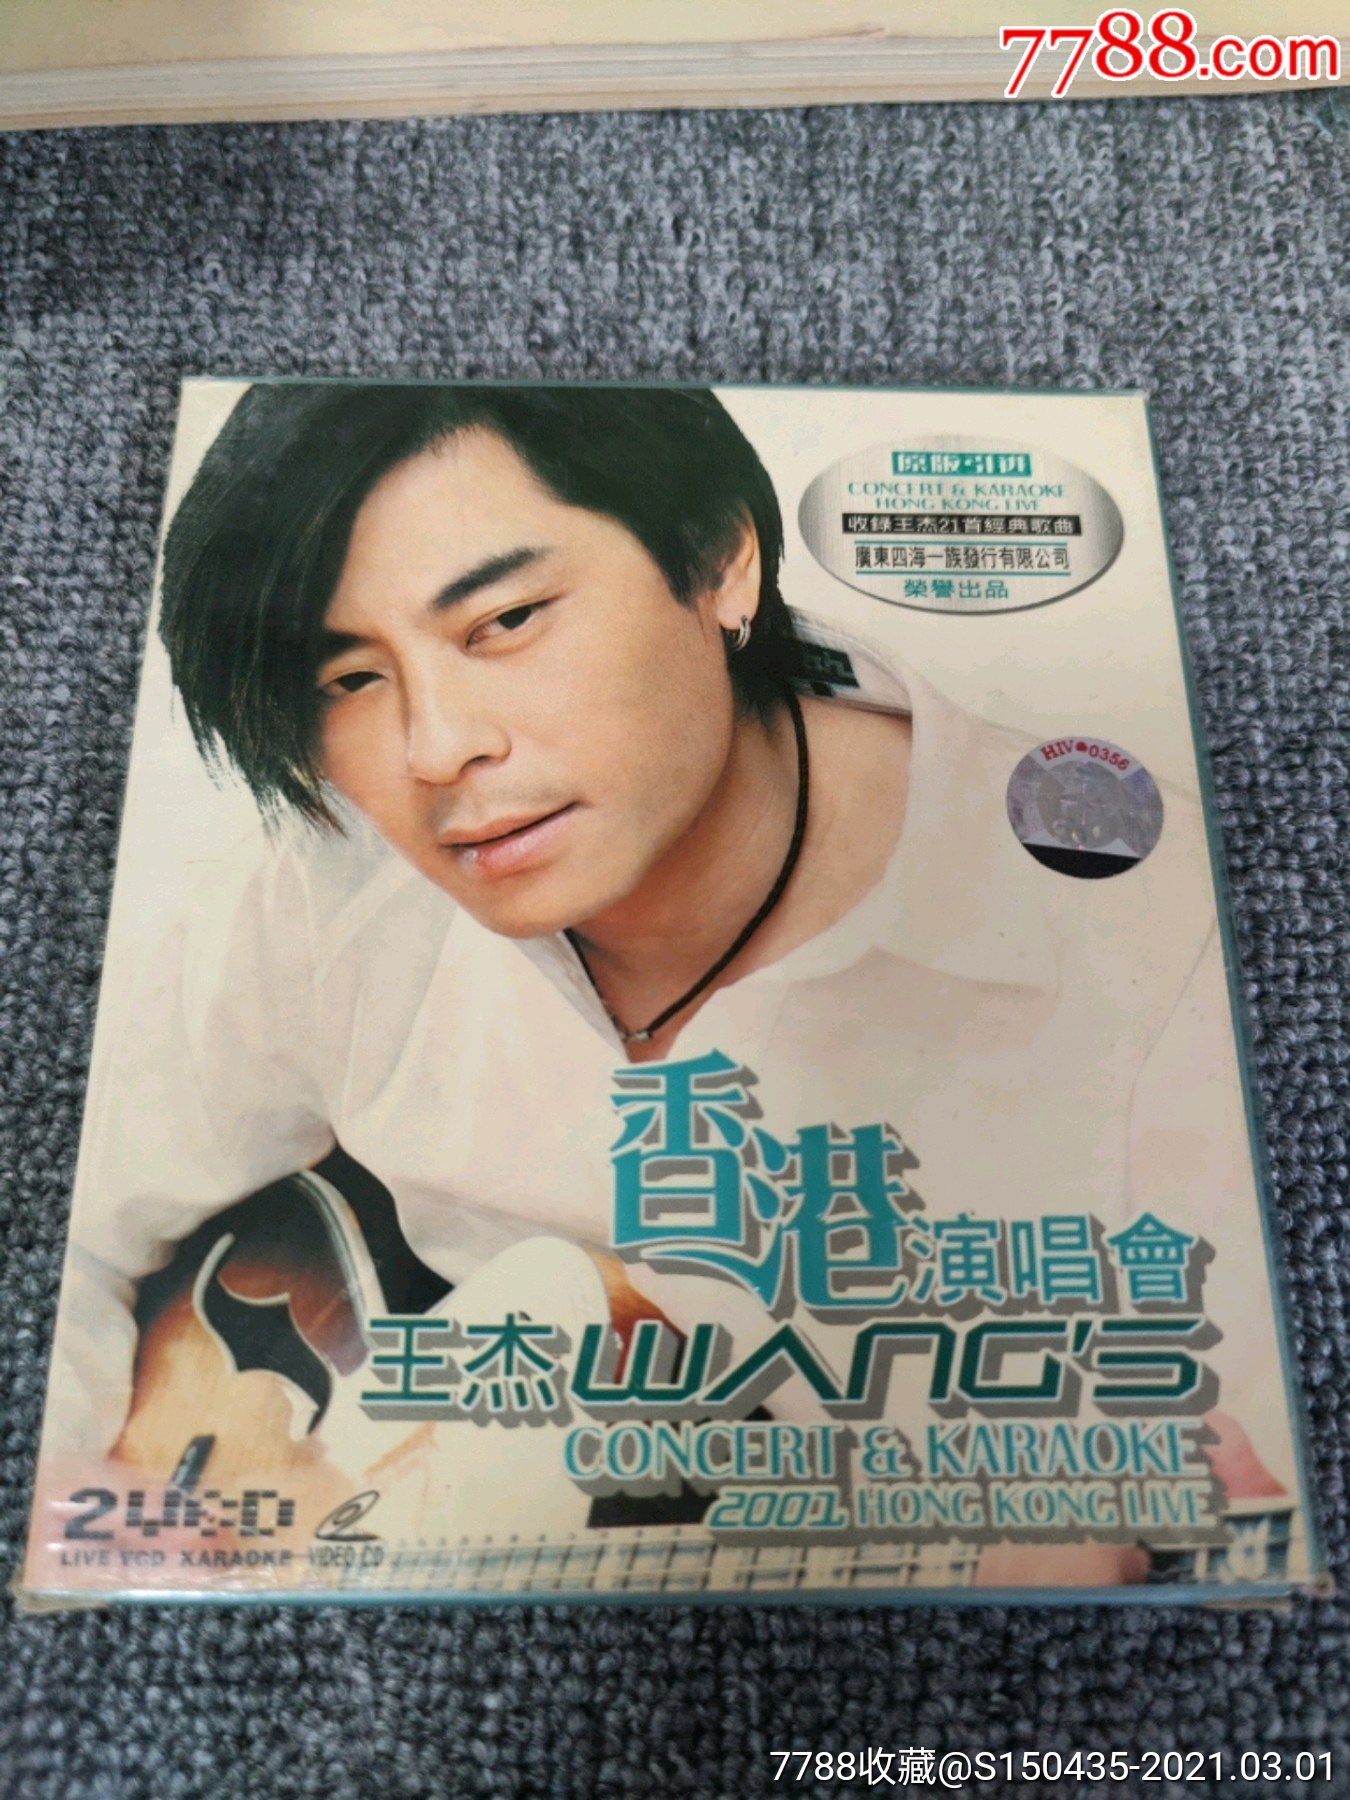 7788.com
原版引进
CONCERT & KARAOKE
HONG KONG LIVE
收録王杰21首經典歌曲
廣東四海一族發行有限公司
榮譽出品
HIV 0356
香港演唱會
王杰 WANG'S
CONCERT & KARAOKE
2001 HONG KONG LIVE
2 VCD
LIVE VCD KARAOKE VIDEO CD
7788收藏@S150435-2021.03.01